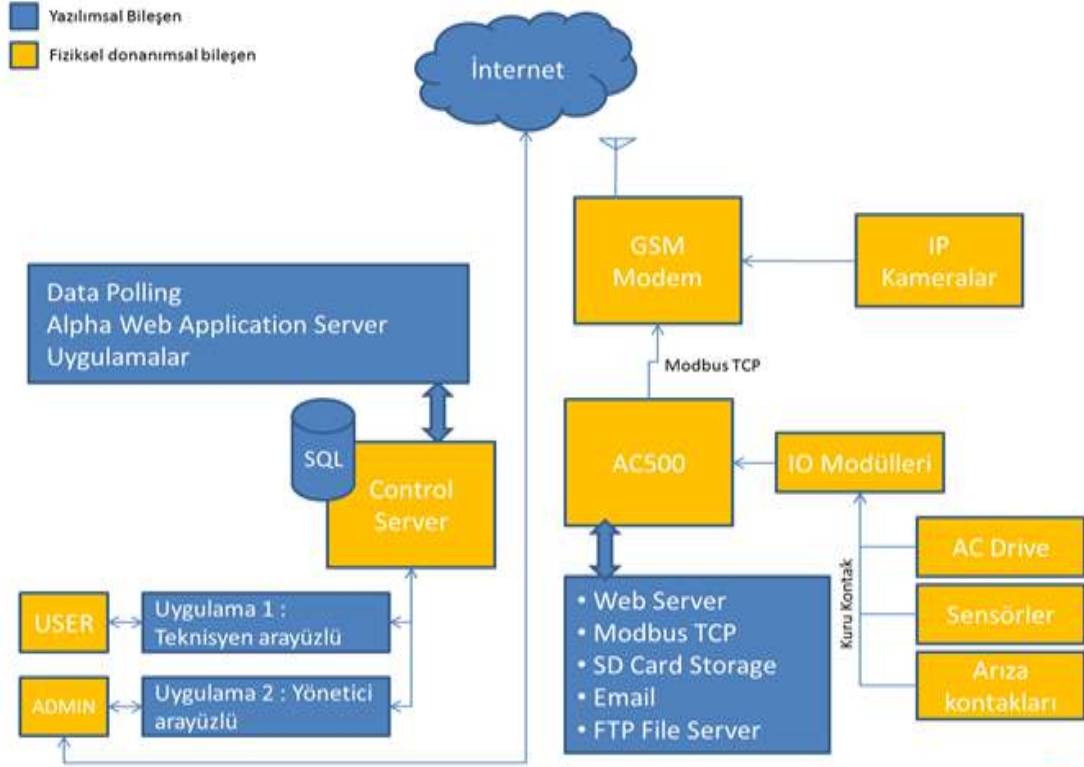 Yazılımsal Bileşen
Fiziksel donanımsal bileşen
İnternet
GSM
Modem
IP
Kameralar
Data Polling
Alpha Web Application Server
Uygulamalar
Modbus TCP
SQL
Control
Server
AC500
IO Modülleri
Kuru Kontak
AC Drive
Sensörler
Arıza
kontakları
USER
Uygulama 1 :
Teknisyen arayüzlü
ADMIN
Uygulama 2 : Yönetici
arayüzlü
• Web Server
• Modbus TCP
• SD Card Storage
• Email
• FTP File Server